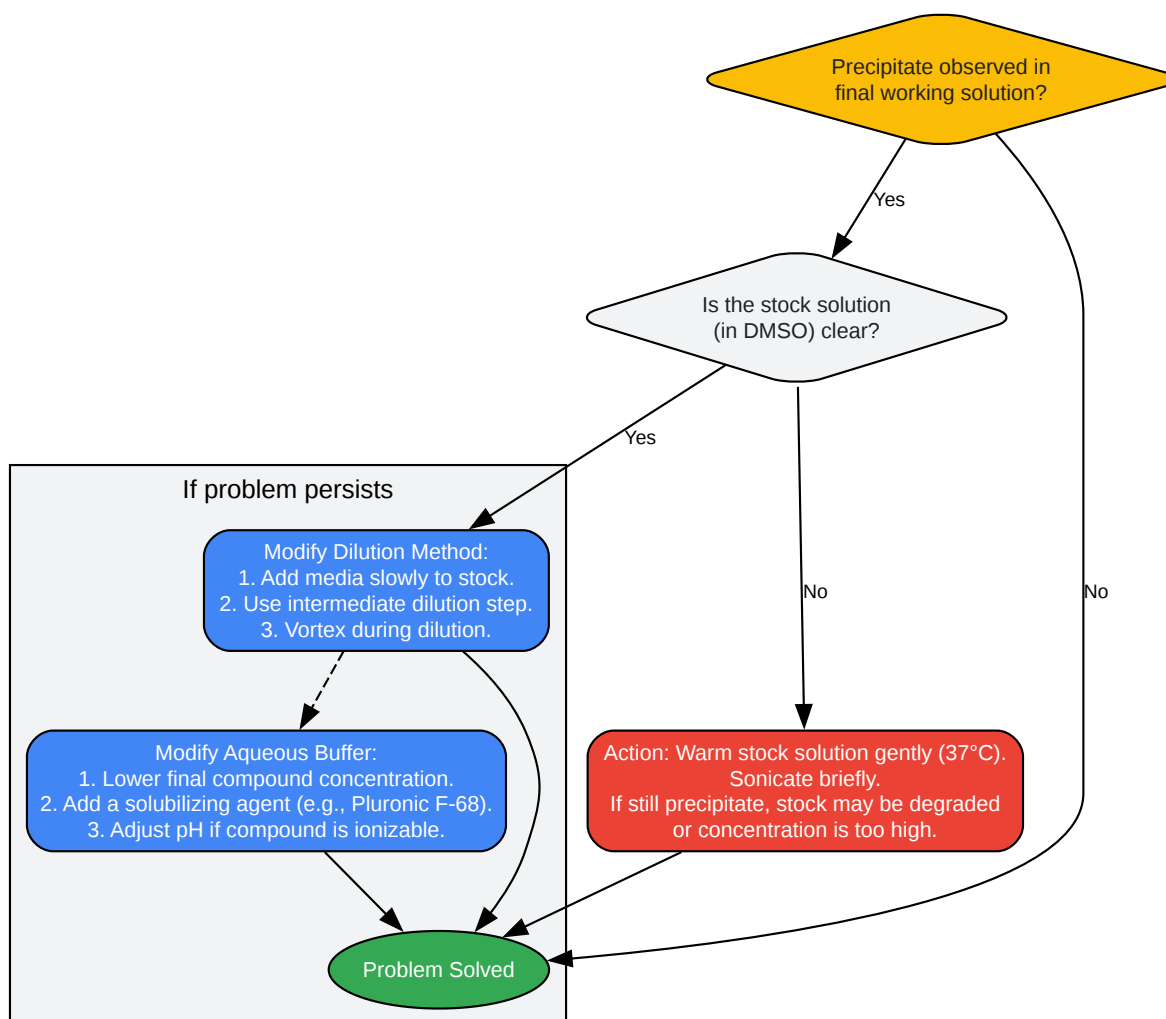 Precipitate observed in
final working solution?
Yes
Is the stock solution
(in DMSO) clear?
Yes
If problem persists
Modify Dilution Method:
1. Add media slowly to stock.
2. Use intermediate dilution step.
3. Vortex during dilution.
No
No
Modify Aqueous Buffer:
1. Lower final compound concentration.
2. Add a solubilizing agent (e.g., Pluronic F-68).
3. Adjust pH if compound is ionizable.
Action: Warm stock solution gently (37°C).
Sonicate briefly.
If still precipitate, stock may be degraded
or concentration is too high.
Problem Solved